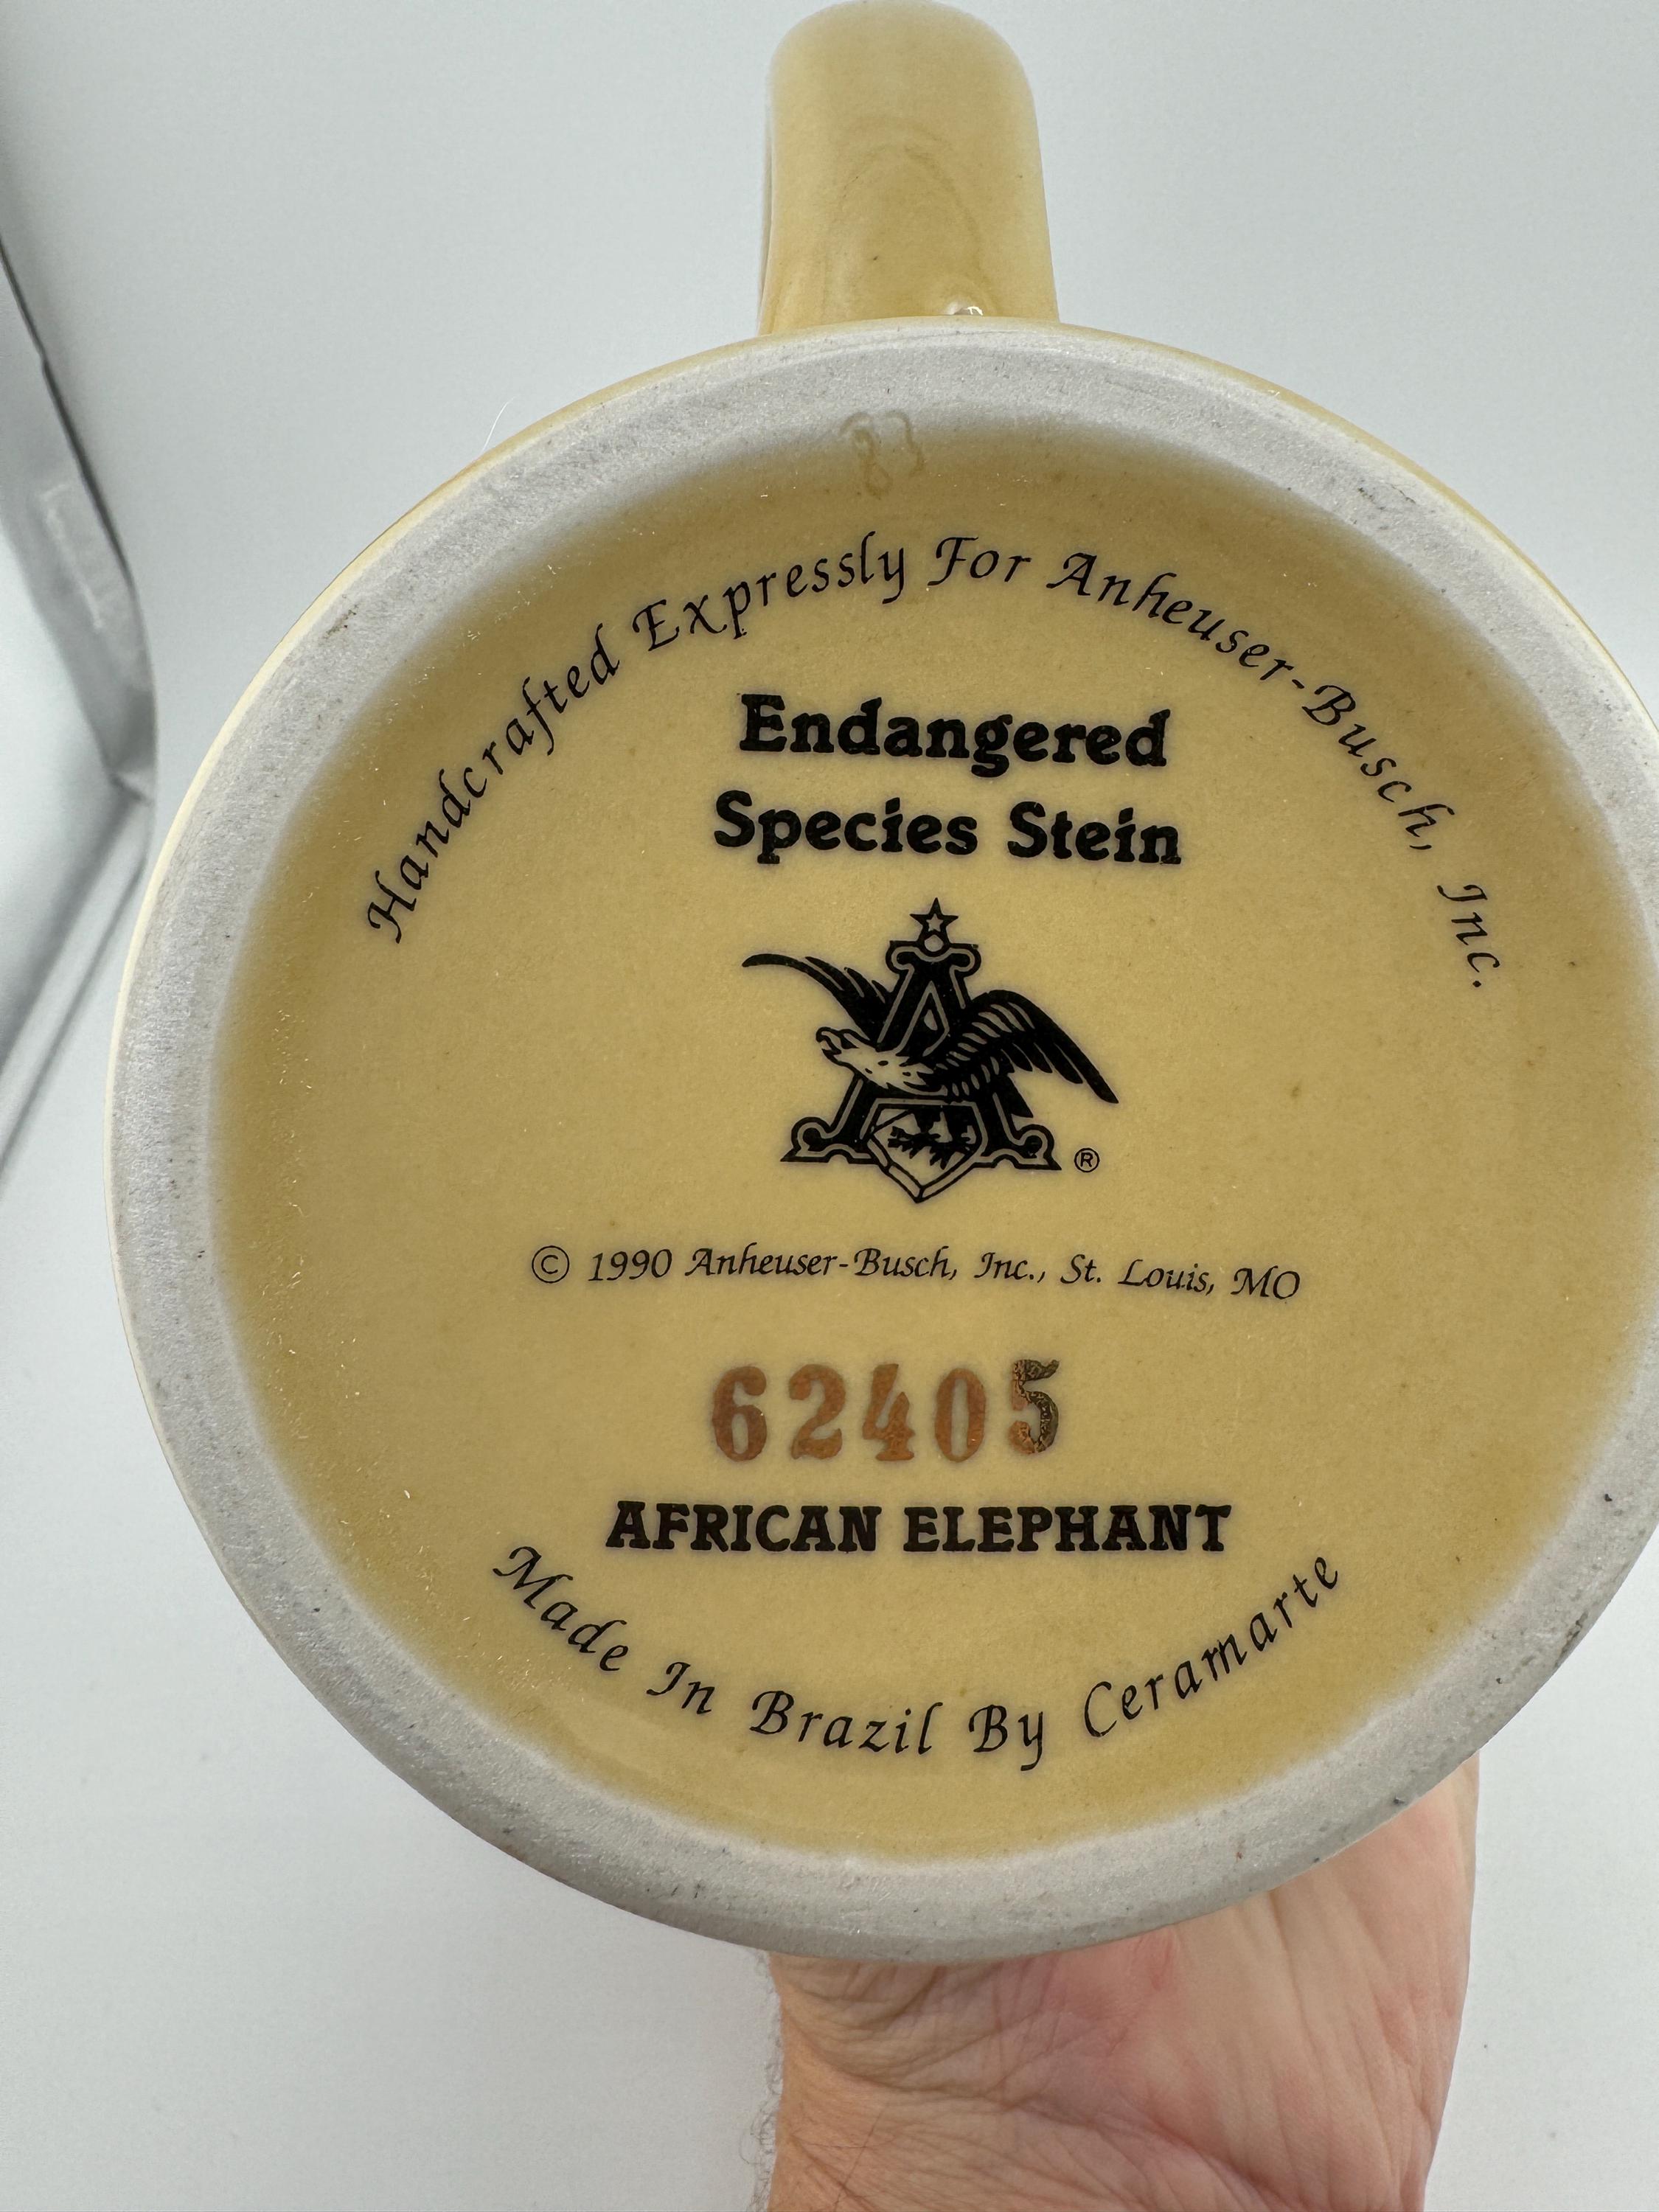 83
Handcrafted Expressly For Anheuser-Busch, Inc.
Endangered
Species Stein
A
®
© 1990 Anheuser-Busch, Inc., St. Louis, MO
62405
AFRICAN ELEPHANT
Made In Brazil By Ceramarte